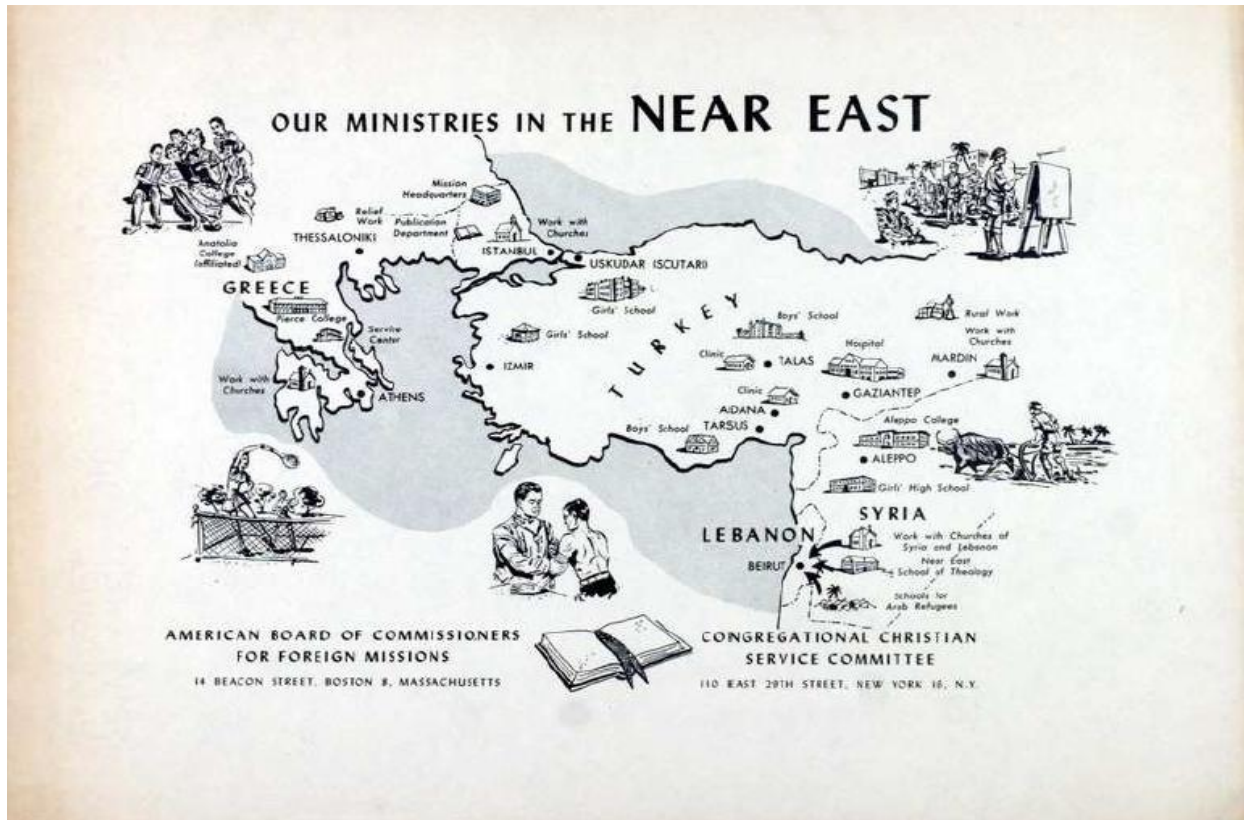 OUR MINISTRIES IN THE NEAR EAST
Mission
Headquarters
Relief
Work
Publication
Department
Work with
Churches
THESSALONIKI
ISTANBUL
USKUDAR (SCUTARI)
Anatolia
College
(affiliated)
GREECE
Pierce College
Service
Center
Work with
Churches
ATHENS
Girls' School
Girls' School
IZMIR
TURKEY
Boys' School
Clinic
TALAS
Hospital
Rural Work
Work with
Churches
MARDIN
GAZIANTEP
Clinic
ADANA
TARSUS
Boys' School
Aleppo College
ALEPPO
Girls' High School
SYRIA
LEBANON
BEIRUT
Work with Churches of
Syria and Lebanon
Near East
School of Theology
Schools for
Arab Refugees
AMERICAN BOARD OF COMMISSIONERS
FOR FOREIGN MISSIONS
14 BEACON STREET, BOSTON 8, MASSACHUSETTS
CONGREGATIONAL CHRISTIAN
SERVICE COMMITTEE
110 EAST 29TH STREET, NEW YORK 16, N.Y.